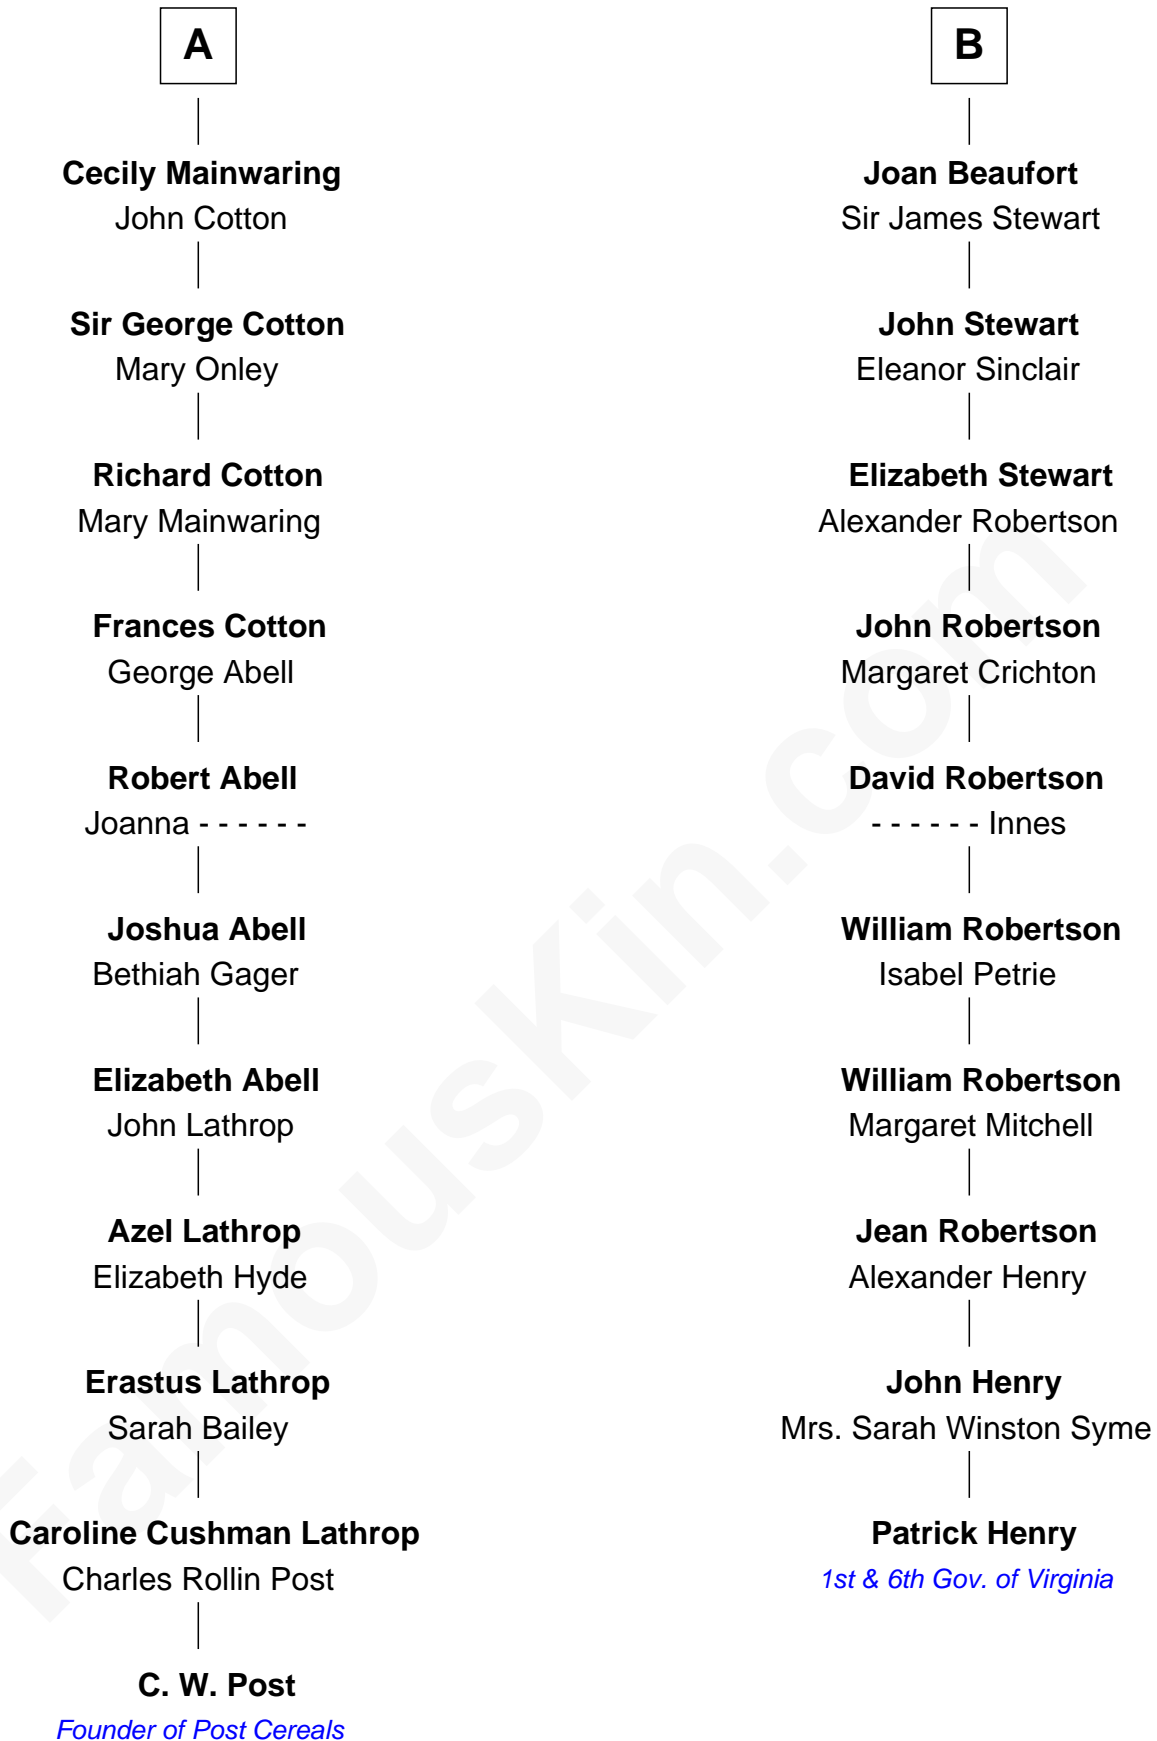 A
Cecily Mainwaring
John Cotton
Sir George Cotton
Mary Onley
Richard Cotton
Mary Mainwaring
Frances Cotton
George Abell
Robert Abell
Joanna - - - - - -
Joshua Abell
Bethiah Gager
Elizabeth Abell
John Lathrop
Azel Lathrop
Elizabeth Hyde
Erastus Lathrop
Sarah Bailey
Caroline Cushman Lathrop
Charles Rollin Post
C. W. Post
Founder of Post Cereals
B
Joan Beaufort
Sir James Stewart
John Stewart
Eleanor Sinclair
Elizabeth Stewart
Alexander Robertson
John Robertson
Margaret Crichton
David Robertson
- - - - - - Innes
William Robertson
Isabel Petrie
William Robertson
Margaret Mitchell
Jean Robertson
Alexander Henry
John Henry
Mrs. Sarah Winston Syme
Patrick Henry
1st & 6th Gov. of Virginia
FamousKin.com